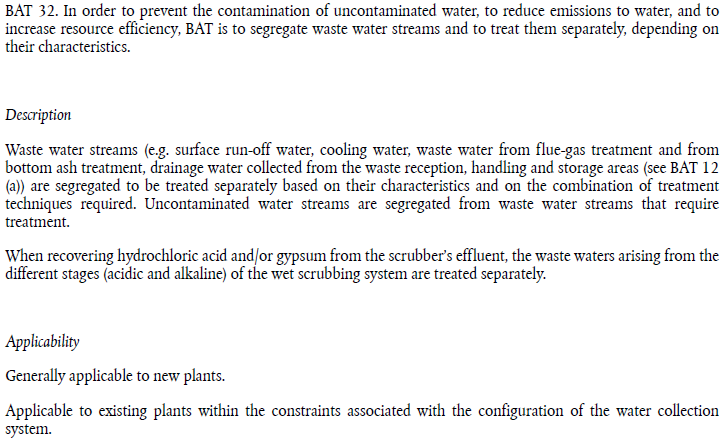 BAT 32. In order to prevent the contamination of uncontaminated water, to reduce emissions to water, and to
increase resource efficiency, BAT is to segregate waste water streams and to treat them separately, depending on
their characteristics.
Description
Waste water streams (e.g. surface run-off water, cooling water, waste water from flue-gas treatment and from
bottom ash treatment, drainage water collected from the waste reception, handling and storage areas (see BAT 12
(a)) are segregated to be treated separately based on their characteristics and on the combination of treatment
techniques required. Uncontaminated water streams are segregated from waste water streams that require
treatment.
When recovering hydrochloric acid and/or gypsum from the scrubber's effluent, the waste waters arising from the
different stages (acidic and alkaline) of the wet scrubbing system are treated separately.
Applicability
Generally applicable to new plants.
Applicable to existing plants within the constraints associated with the configuration of the water collection
system.